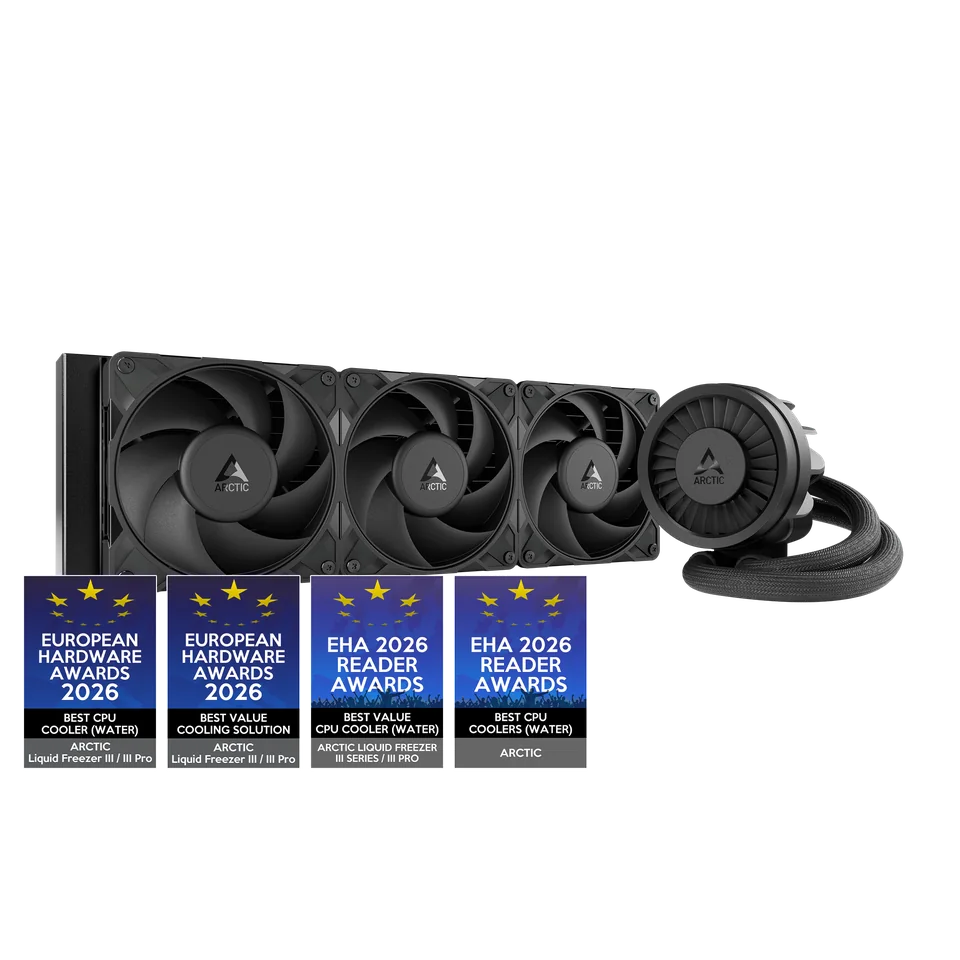 ARCTIC
ARCTIC
ARCTIC
ARCTIC
EUROPEAN
HARDWARE
AWARDS
2026
BEST CPU
COOLER (WATER)
ARCTIC
Liquid Freezer III / III Pro
EUROPEAN
HARDWARE
AWARDS
2026
BEST VALUE
COOLING SOLUTION
ARCTIC
Liquid Freezer III / III Pro
EHA 2026
READER
AWARDS
BEST VALUE
CPU COOLER (WATER)
ARCTIC LIQUID FREEZER
III SERIES / III PRO
EHA 2026
READER
AWARDS
BEST CPU
COOLERS (WATER)
ARCTIC